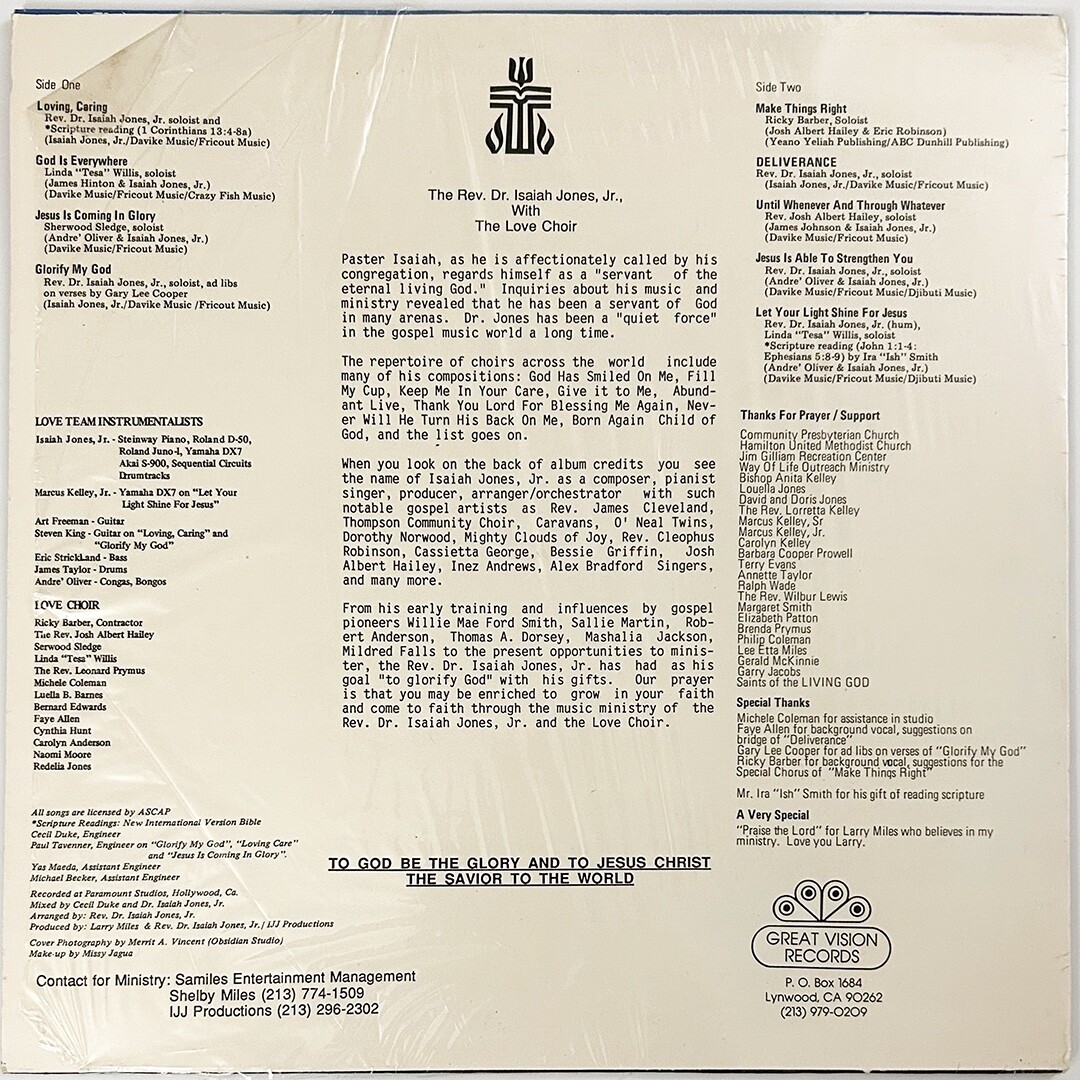 Side One
Loving, Caring
Rev. Dr. Isaiah Jones, Jr. soloist and
*Scripture reading (1 Corinthians 13:4-8a)
(Isaiah Jones, Jr./Davike Music/Fricout Music)
God Is Everywhere
Linda "Tesa" Willis, soloist
(James Hinton & Isaiah Jones, Jr.)
(Davike Music/Fricout Music/Crazy Fish Music)
Jesus Is Coming In Glory
Sherwood Sledge, soloist
(Andre' Oliver & Isaiah Jones, Jr.)
(Davike Music/Fricout Music)
Glorify My God
Rev. Dr. Isaiah Jones, Jr., soloist, ad libs
on verses by Gary Lee Cooper
(Isaiah Jones, Jr./Davike Music /Fricout Music)
LOVE TEAM INSTRUMENTALISTS
Isaiah Jones, Jr. - Steinway Piano, Roland D-50,
Roland Juno-1, Yamaha DX7
Akai S-900, Sequential Circuits
Drumtracks
Marcus Kelley, Jr. - Yamaha DX7 on "Let Your
Light Shine For Jesus"
Art Freeman - Guitar
Steven King - Guitar on "Loving, Caring" and
"Glorify My God"
Eric StrickLand - Bass
James Taylor - Drums
Andre' Oliver - Congas, Bongos
LOVE CHOIR
Ricky Barber, Contractor
The Rev. Josh Albert Hailey
Serwood Sledge
Linda "Tesa" Willis
The Rev. Leonard Prymus
Michele Coleman
Luella B. Barnes
Bernard Edwards
Faye Allen
Cynthia Hunt
Carolyn Anderson
Naomi Moore
Redelia Jones
All songs are licensed by ASCAP
*Scripture Readings: New International Version Bible
Cecil Duke, Engineer
Paul Tavenner, Engineer on "Glorify My God", "Loving Care"
and "Jesus Is Coming In Glory".
Yas Maeda, Assistant Engineer
Michael Becker, Assistant Engineer
Recorded at Paramount Studios, Hollywood, Ca.
Mixed by Cecil Duke and Dr. Isaiah Jones, Jr.
Arranged by: Rev. Dr. Isaiah Jones, Jr.
Produced by: Larry Miles & Rev. Dr. Isaiah Jones, Jr./ IJJ Productions
Cover Photography by Merrit A. Vincent (Obsidian Studio)
Make-up by Missy Jagua
Contact for Ministry: Samiles Entertainment Management
Shelby Miles (213) 774-1509
IJJ Productions (213) 296-2302
The Rev. Dr. Isaiah Jones, Jr.,
With
The Love Choir
Paster Isaiah, as he is affectionately called by his
congregation, regards himself as a "servant of the
eternal living God." Inquiries about his music and
ministry revealed that he has been a servant of God
in many arenas. Dr. Jones has been a "quiet force"
in the gospel music world a long time.
The repertoire of choirs across the world include
many of his compositions: God Has Smiled On Me, Fill
My Cup, Keep Me In Your Care, Give it to Me, Abund-
ant Live, Thank You Lord For Blessing Me Again, Nev-
er Will He Turn His Back On Me, Born Again Child of
God, and the list goes on.
When you look on the back of album credits you see
the name of Isaiah Jones, Jr. as a composer, pianist
singer, producer, arranger/orchestrator with such
notable gospel artists as Rev. James Cleveland,
Thompson Community Choir, Caravans, O' Neal Twins,
Dorothy Norwood, Mighty Clouds of Joy, Rev. Cleophus
Robinson, Cassietta George, Bessie Griffin, Josh
Albert Hailey, Inez Andrews, Alex Bradford Singers,
and many more.
From his early training and influences by gospel
pioneers Willie Mae Ford Smith, Sallie Martin, Rob-
ert Anderson, Thomas A. Dorsey, Mashalia Jackson,
Mildred Falls to the present opportunities to minis-
ter, the Rev. Dr. Isaiah Jones, Jr. has had as his
goal "to glorify God" with his gifts. Our prayer
is that you may be enriched to grow in your faith
and come to faith through the music ministry of the
Rev. Dr. Isaiah Jones, Jr. and the Love Choir.
TO GOD BE THE GLORY AND TO JESUS CHRIST
THE SAVIOR TO THE WORLD
Side Two
Make Things Right
Ricky Barber, Soloist
(Josh Albert Hailey & Eric Robinson)
(Yeano Yeliah Publishing/ABC Dunhill Publishing)
DELIVERANCE
Rev. Dr. Isaiah Jones, Jr., soloist
(Isaiah Jones, Jr./Davike Music/Fricout Music)
Until Whenever And Through Whatever
Rev. Josh Albert Hailey, soloist
(James Johnson & Isaiah Jones, Jr.)
(Davike Music/Fricout Music)
Jesus Is Able To Strengthen You
Rev. Dr. Isaiah Jones, Jr., soloist
(Andre' Oliver & Isaiah Jones, Jr.)
(Davike Music/Fricout Music/Djibuti Music)
Let Your Light Shine For Jesus
Rev. Dr. Isaiah Jones, Jr. (hum),
Linda "Tesa" Willis, soloist
*Scripture reading (John 1:1-4:
Ephesians 5:8-9) by Ira "Ish" Smith
(Andre' Oliver & Isaiah Jones, Jr.)
(Davike Music/Fricout Music/Djibuti Music)
Thanks For Prayer / Support
Community Presbyterian Church
Hamilton United Methodist Church
Jim Gilliam Recreation Center
Way Of Life Outreach Ministry
Bishop Anita Kelley
Louella Jones
David and Doris Jones
The Rev. Lorretta Kelley
Marcus Kelley, Sr
Marcus Kelley, Jr.
Carolyn Kelley
Barbara Cooper Prowell
Terry Evans
Annette Taylor
Ralph Wade
The Rev. Wilbur Lewis
Margaret Smith
Elizabeth Patton
Brenda Prymus
Philip Coleman
Lee Etta Miles
Gerald McKinnie
Garry Jacobs
Saints of the LIVING GOD
Special Thanks
Michele Coleman for assistance in studio
Faye Allen for background vocal, suggestions on
bridge of "Deliverance"
Gary Lee Cooper for ad libs on verses of "Glorify My God"
Ricky Barber for background vocal, suggestions for the
Special Chorus of "Make Things Right"
Mr. Ira "Ish" Smith for his gift of reading scripture
A Very Special
"Praise the Lord" for Larry Miles who believes in my
ministry. Love you Larry.
GREAT VISION
RECORDS
P. O. Box 1684
Lynwood, CA 90262
(213) 979-0209